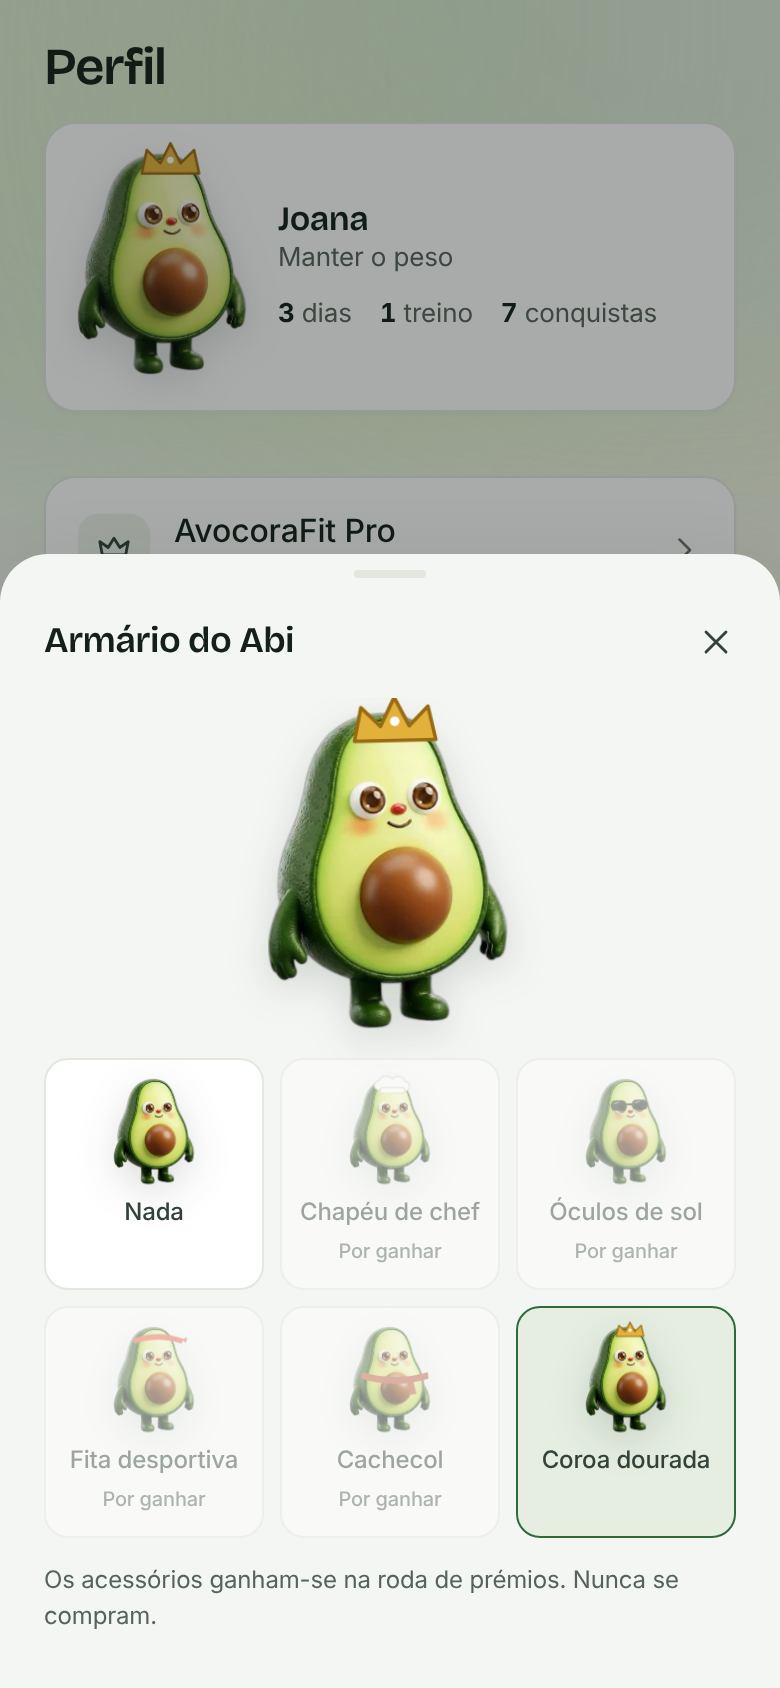 Perfil
Joana
Manter o peso
3 dias 1 treino 7 conquistas
AvocoraFit Pro
Armário do Abi
Nada
Chapéu de chef
Por ganhar
Óculos de sol
Por ganhar
Fita desportiva
Por ganhar
Cachecol
Por ganhar
Coroa dourada
Os acessórios ganham-se na roda de prémios. Nunca se
compram.